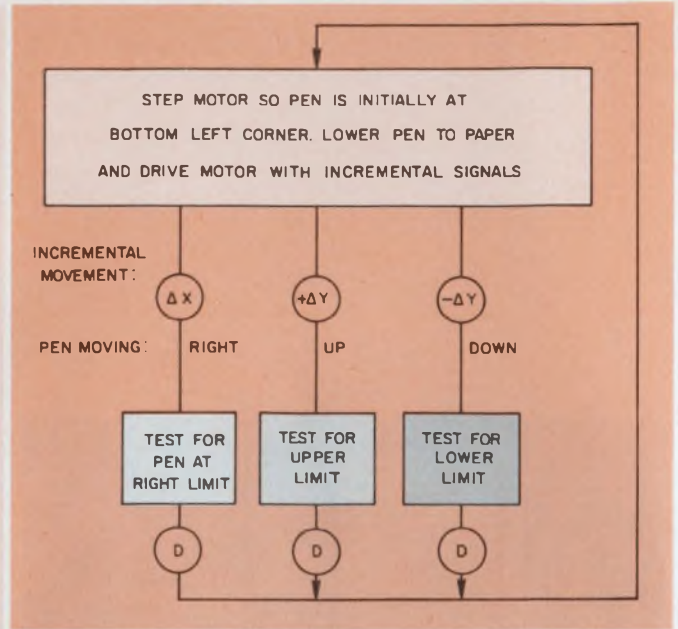 STEP MOTOR SO PEN IS INITIALLY AT
BOTTOM LEFT CORNER. LOWER PEN TO PAPER
AND DRIVE MOTOR WITH INCREMENTAL SIGNALS
INCREMENTAL
MOVEMENT:
ΔX
+ΔY
-ΔY
PEN MOVING: RIGHT UP DOWN
TEST FOR
PEN AT
RIGHT LIMIT
TEST FOR
UPPER
LIMIT
TEST FOR
LOWER
LIMIT
D
D
D